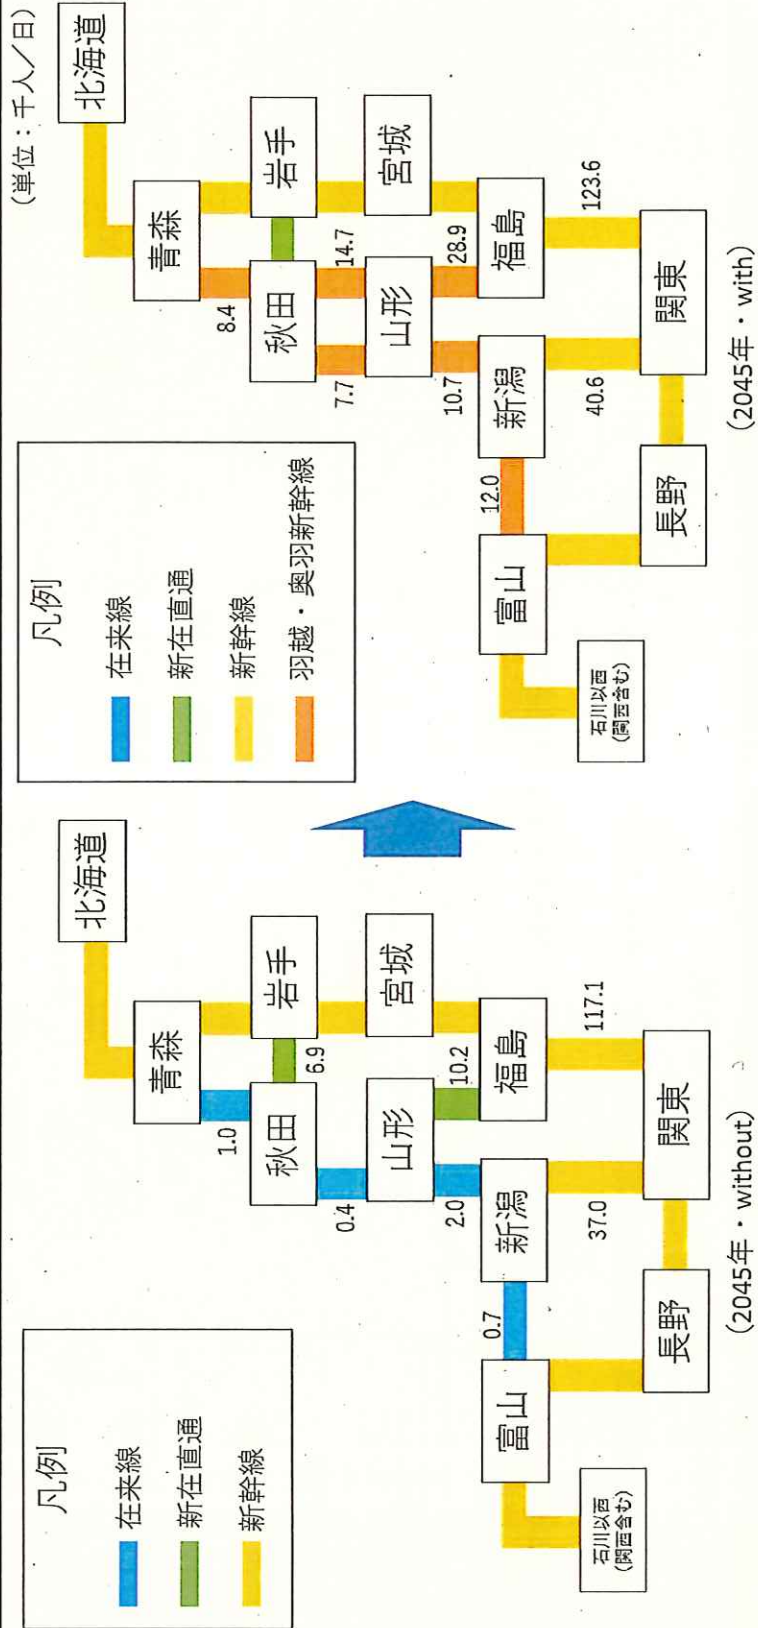 (単位：千人／日)
凡例
在来線
新在直通
新幹線
北海道
青森
1.0
秋田
岩手
6.9
0.4
山形
宮城
2.0
10.2
新潟
福島
0.7
富山
37.0
117.1
石川以西
(関西含む)
長野
関東
(2045年・without)
凡例
在来線
新在直通
新幹線
羽越・奥羽新幹線
北海道
青森
8.4
秋田
岩手
7.7
14.7
山形
宮城
10.7
28.9
新潟
福島
12.0
富山
40.6
123.6
石川以西
(関西含む)
長野
関東
(2045年・with)